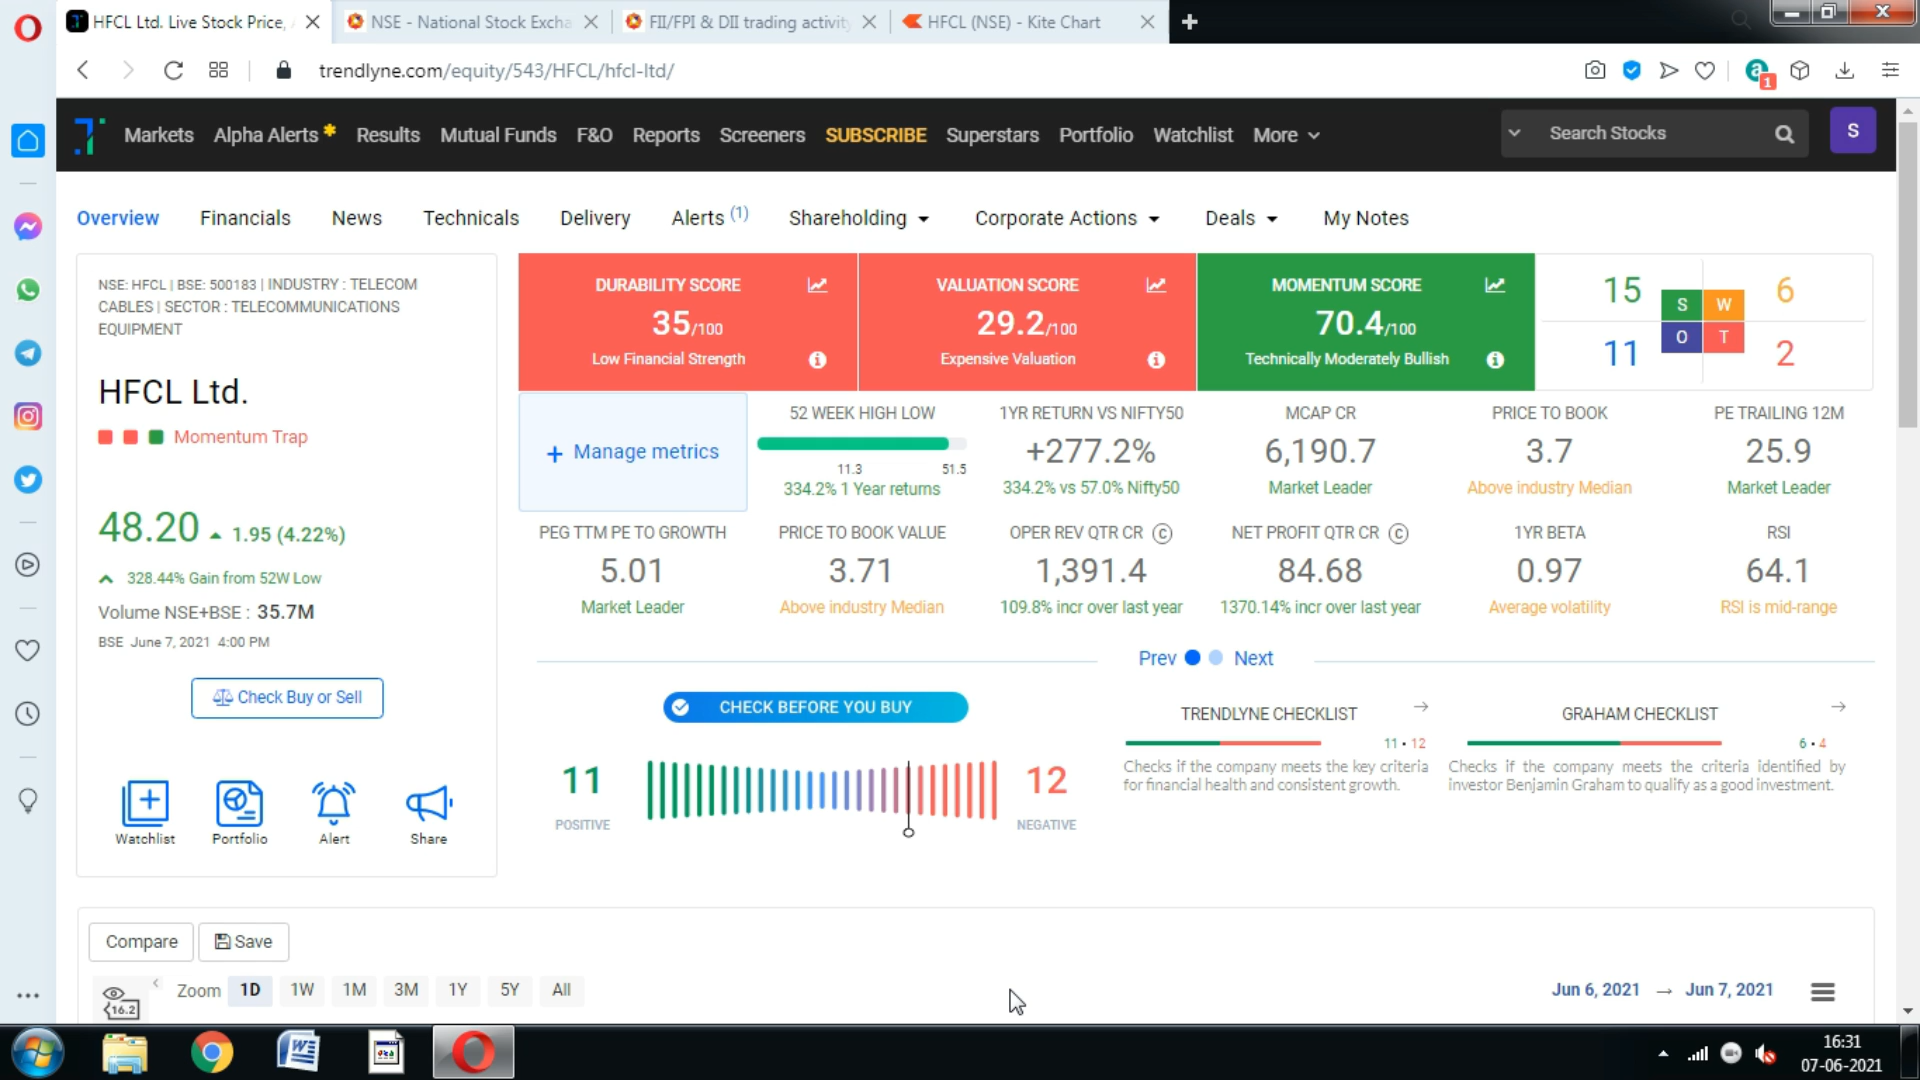 HFCL Ltd. Live Stock Price,
NSE - National Stock Excha
FII/FPI & DII trading activity
HFCL (NSE) - Kite Chart
trendlyne.com/equity/543/HFCL/hfcl-ltd/
1
Markets Alpha Alerts Results Mutual Funds F&O Reports Screeners SUBSCRIBE Superstars Portfolio Watchlist More
Search Stocks
S
Overview Financials News Technicals Delivery Alerts (1) Shareholding Corporate Actions Deals My Notes
NSE: HFCL | BSE: 500183 | INDUSTRY : TELECOM
CABLES | SECTOR : TELECOMMUNICATIONS
EQUIPMENT
HFCL Ltd.
Momentum Trap
48.20 1.95 (4.22%)
328.44% Gain from 52W Low
Volume NSE+BSE : 35.7M
BSE June 7, 2021 4:00 PM
Check Buy or Sell
Watchlist Portfolio Alert Share
DURABILITY SCORE
35/100
Low Financial Strength
VALUATION SCORE
29.2/100
Expensive Valuation
MOMENTUM SCORE
70.4/100
Technically Moderately Bullish
15 S W 6
11 O T 2
+ Manage metrics
52 WEEK HIGH LOW
11.3 51.5
334.2% 1 Year returns
1YR RETURN VS NIFTY50
+277.2%
334.2% vs 57.0% Nifty50
MCAP CR
6,190.7
Market Leader
PRICE TO BOOK
3.7
Above industry Median
PE TRAILING 12M
25.9
Market Leader
PEG TTM PE TO GROWTH
5.01
Market Leader
PRICE TO BOOK VALUE
3.71
Above industry Median
OPER REV QTR CR C
1,391.4
109.8% incr over last year
NET PROFIT QTR CR C
84.68
1370.14% incr over last year
1YR BETA
0.97
Average volatility
RSI
64.1
RSI is mid-range
Prev Next
CHECK BEFORE YOU BUY
11
POSITIVE
12
NEGATIVE
TRENDLYNE CHECKLIST
11 • 12
Checks if the company meets the key criteria
for financial health and consistent growth.
GRAHAM CHECKLIST
6 • 4
Checks if the company meets the criteria identified by
investor Benjamin Graham to qualify as a good investment.
Compare Save
16.2
Zoom 1D 1W 1M 3M 1Y 5Y All
Jun 6, 2021 → Jun 7, 2021
16:31
07-06-2021